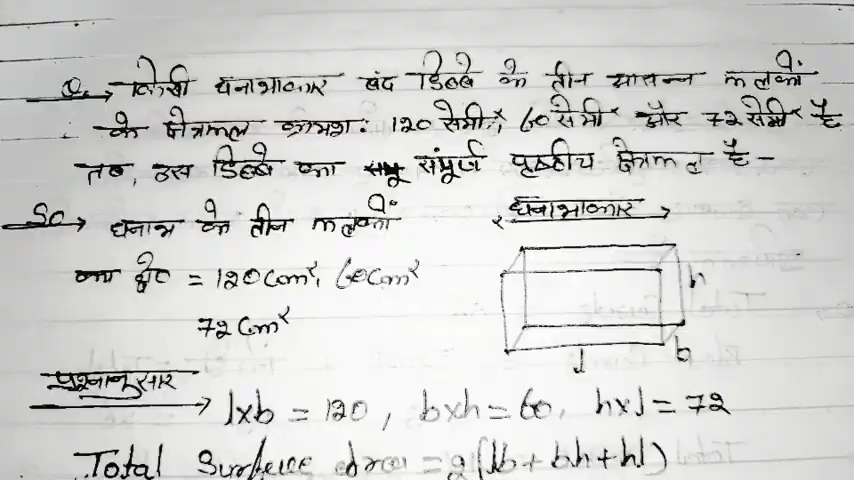 Q. → किसी घनाभाकार बंद डिब्बे के तीन आसन्न फलकों
के क्षेत्रफल क्रमशः 120 सेमी², 60 सेमी² और 72 सेमी² है
तब, उस डिब्बे का संपूर्ण पृष्ठीय क्षेत्रफल है -
So → घनाभ के तीन फलकों
का क्षे० = 120 cm², 60 cm²
72 cm²
घनाभाकार
h
b
l
प्रश्नानुसार
→ l×b = 120, b×h = 60, h×l = 72
Total Surface area = 2(lb + bh + hl)